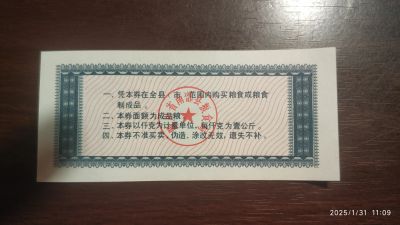 一、凭本券在全县（市）范围内购买粮食或粮食
制成品。
二、本券面额为成品粮
三、本券以仟克为计量单位，每仟克为壹公斤。
四、本券不准买卖，伪造、涂改无效，遗失不补。
2025/1/31 11:09